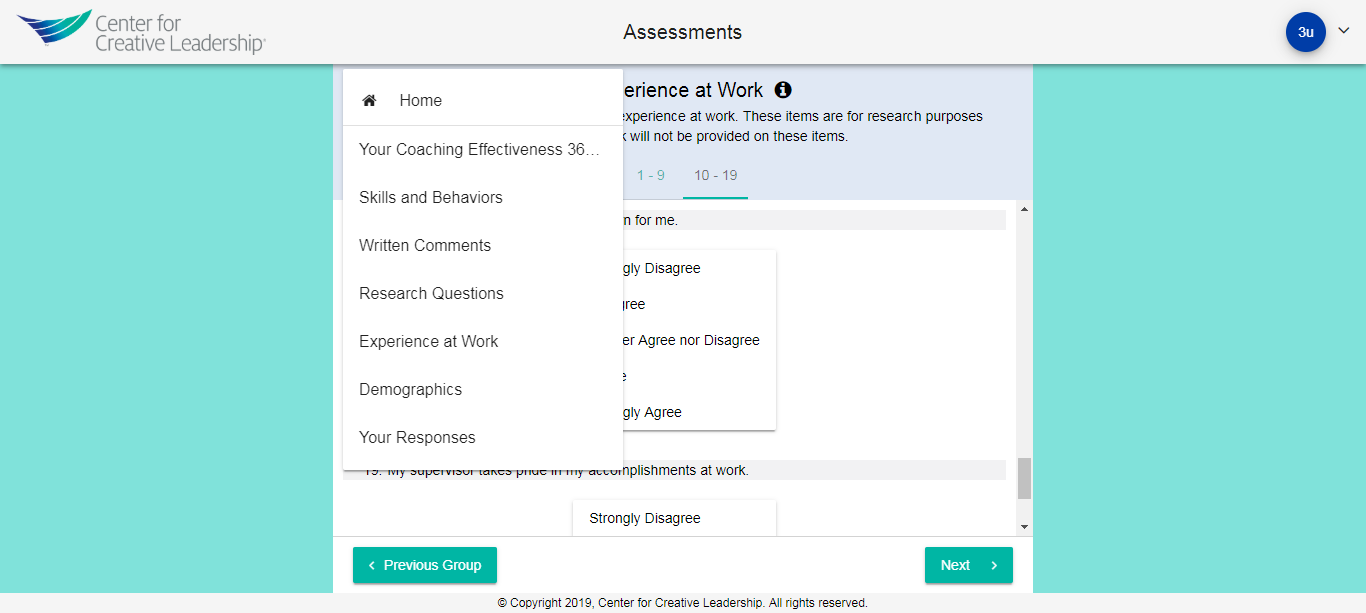 Center for
Creative Leadership®
Assessments
3u
Home
Your Coaching Effectiveness 36...
Skills and Behaviors
Written Comments
Research Questions
Experience at Work
Demographics
Your Responses
erience at Work
experience at work. These items are for research purposes
will not be provided on these items.
1 - 9
10 - 19
n for me.
gly Disagree
ree
er Agree nor Disagree
e
gly Agree
19. My supervisor takes pride in my accomplishments at work.
Strongly Disagree
Previous Group
Next
© Copyright 2019, Center for Creative Leadership. All rights reserved.